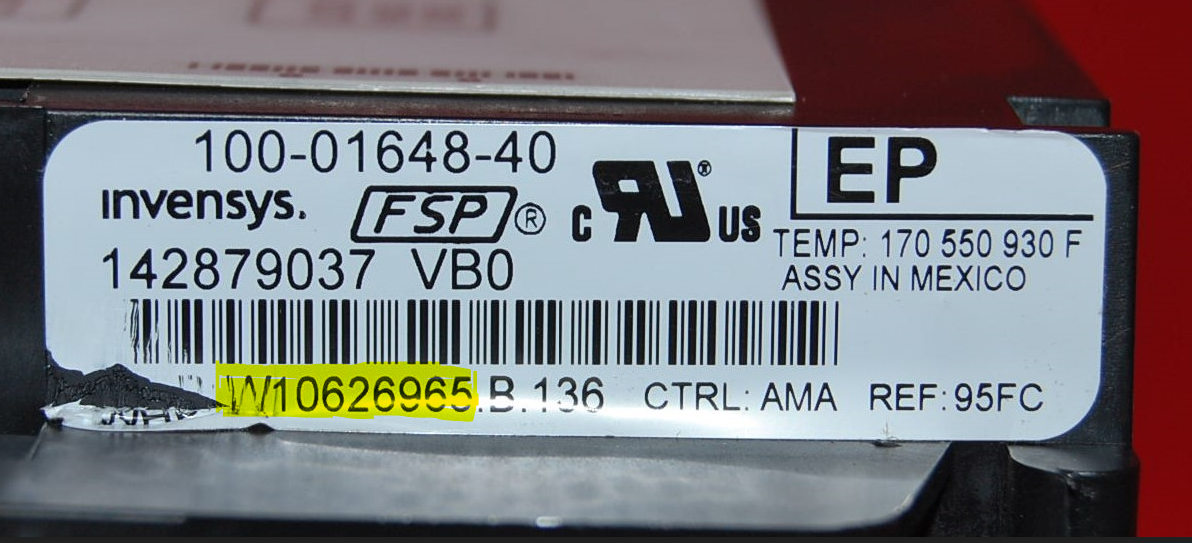 100-01648-40
invensys. FSP® C RU® US
EP
142879037 VB0
TEMP: 170 550 930 F
ASSY IN MEXICO
W10626965.B.136 CTRL: AMA REF: 95FC